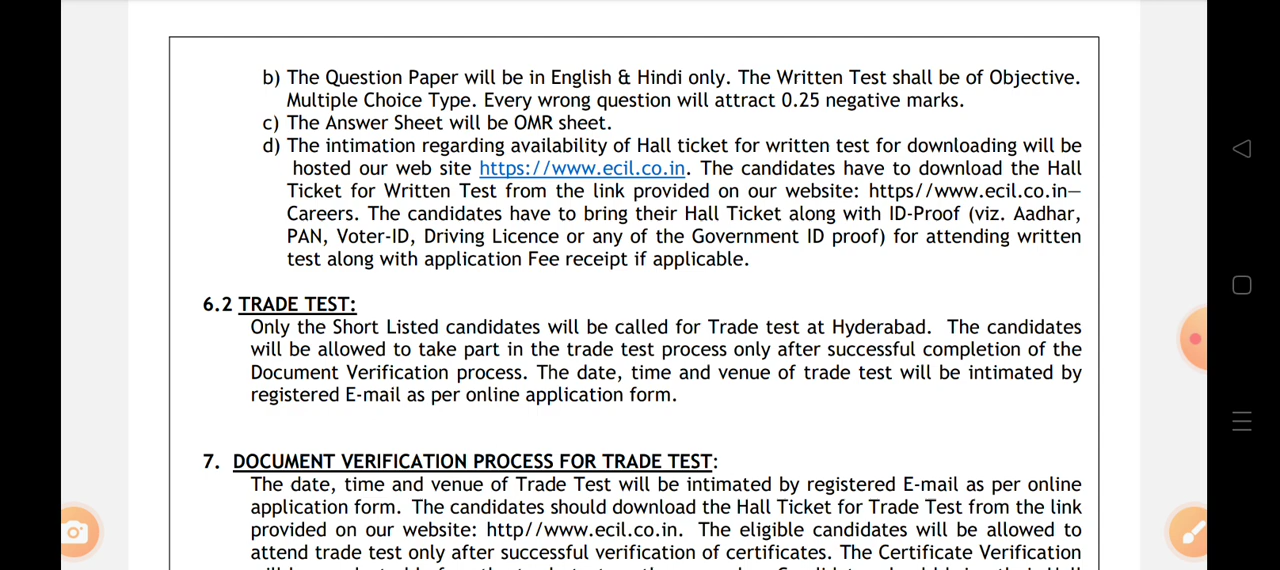 b) The Question Paper will be in English & Hindi only. The Written Test shall be of Objective.
Multiple Choice Type. Every wrong question will attract 0.25 negative marks.
c) The Answer Sheet will be OMR sheet.
d) The intimation regarding availability of Hall ticket for written test for downloading will be
hosted our web site https://www.ecil.co.in. The candidates have to download the Hall
Ticket for Written Test from the link provided on our website: https//www.ecil.co.in—
Careers. The candidates have to bring their Hall Ticket along with ID-Proof (viz. Aadhar,
PAN, Voter-ID, Driving Licence or any of the Government ID proof) for attending written
test along with application Fee receipt if applicable.
6.2 TRADE TEST:
Only the Short Listed candidates will be called for Trade test at Hyderabad. The candidates
will be allowed to take part in the trade test process only after successful completion of the
Document Verification process. The date, time and venue of trade test will be intimated by
registered E-mail as per online application form.
7. DOCUMENT VERIFICATION PROCESS FOR TRADE TEST:
The date, time and venue of Trade Test will be intimated by registered E-mail as per online
application form. The candidates should download the Hall Ticket for Trade Test from the link
provided on our website: http//www.ecil.co.in. The eligible candidates will be allowed to
attend trade test only after successful verification of certificates. The Certificate Verification